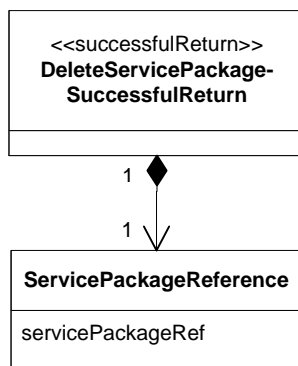 <<successfulReturn>>
DeleteServicePackage-
SuccessfulReturn
1
1
ServicePackageReference
servicePackageRef